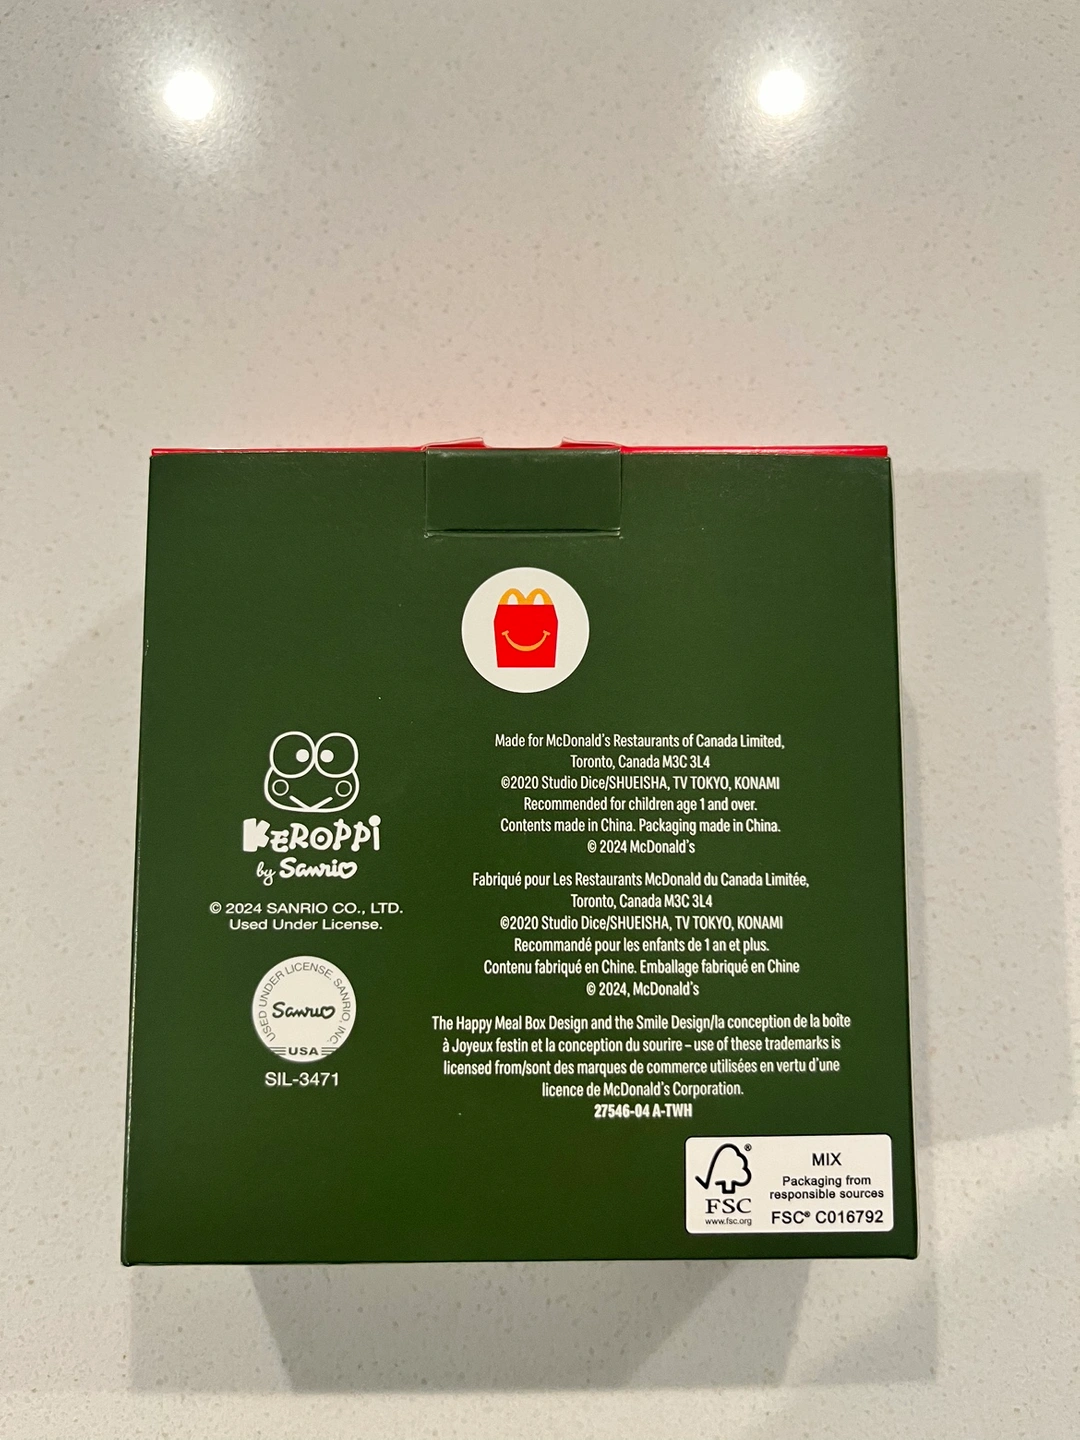 KEROPPi
by Sanrio
© 2024 SANRIO CO., LTD.
Used Under License.
USED UNDER LICENSE. SANRIO, INC.
Sanrio
USA
SIL-3471
Made for McDonald's Restaurants of Canada Limited,
Toronto, Canada M3C 3L4
©2020 Studio Dice/SHUEISHA, TV TOKYO, KONAMI
Recommended for children age 1 and over.
Contents made in China. Packaging made in China.
© 2024 McDonald's
Fabriqué pour Les Restaurants McDonald du Canada Limitée,
Toronto, Canada M3C 3L4
©2020 Studio Dice/SHUEISHA, TV TOKYO, KONAMI
Recommandé pour les enfants de 1 an et plus.
Contenu fabriqué en Chine. Emballage fabriqué en Chine
© 2024, McDonald's
The Happy Meal Box Design and the Smile Design/la conception de la boîte
à Joyeux festin et la conception du sourire – use of these trademarks is
licensed from/sont des marques de commerce utilisées en vertu d'une
licence de McDonald's Corporation.
27546-04 A-TWH
FSC
www.fsc.org
MIX
Packaging from
responsible sources
FSC® C016792